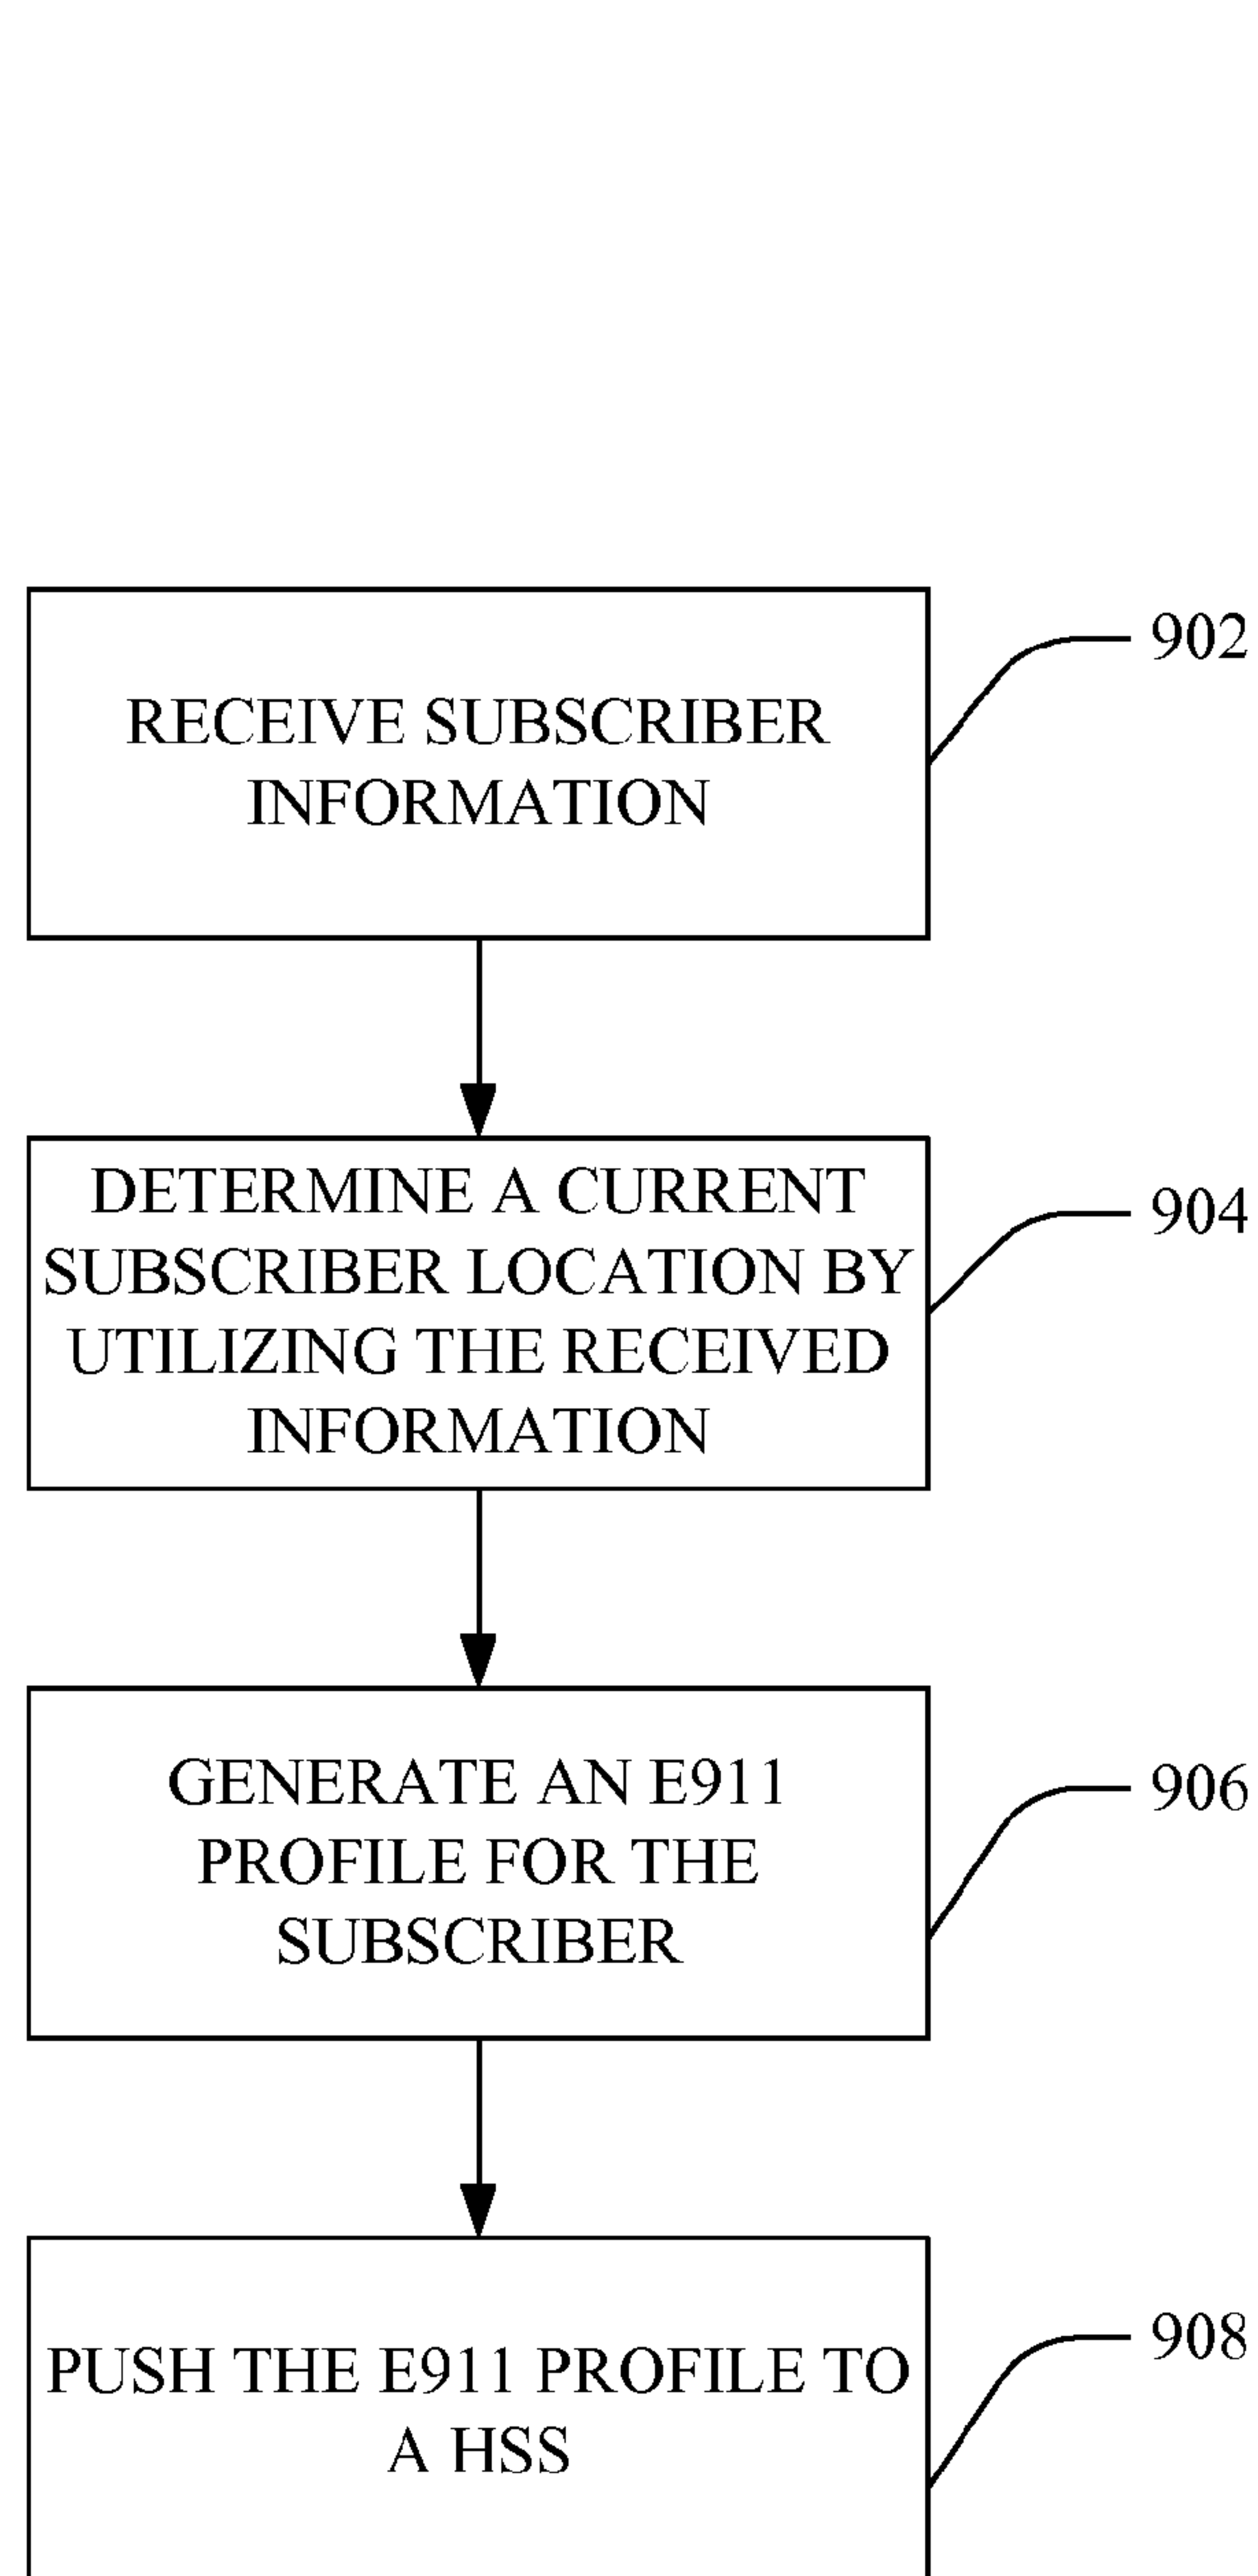 RECEIVE SUBSCRIBER
INFORMATION
902
DETERMINE A CURRENT
SUBSCRIBER LOCATION BY
UTILIZING THE RECEIVED
INFORMATION
904
GENERATE AN E911
PROFILE FOR THE
SUBSCRIBER
906
PUSH THE E911 PROFILE TO
A HSS
908